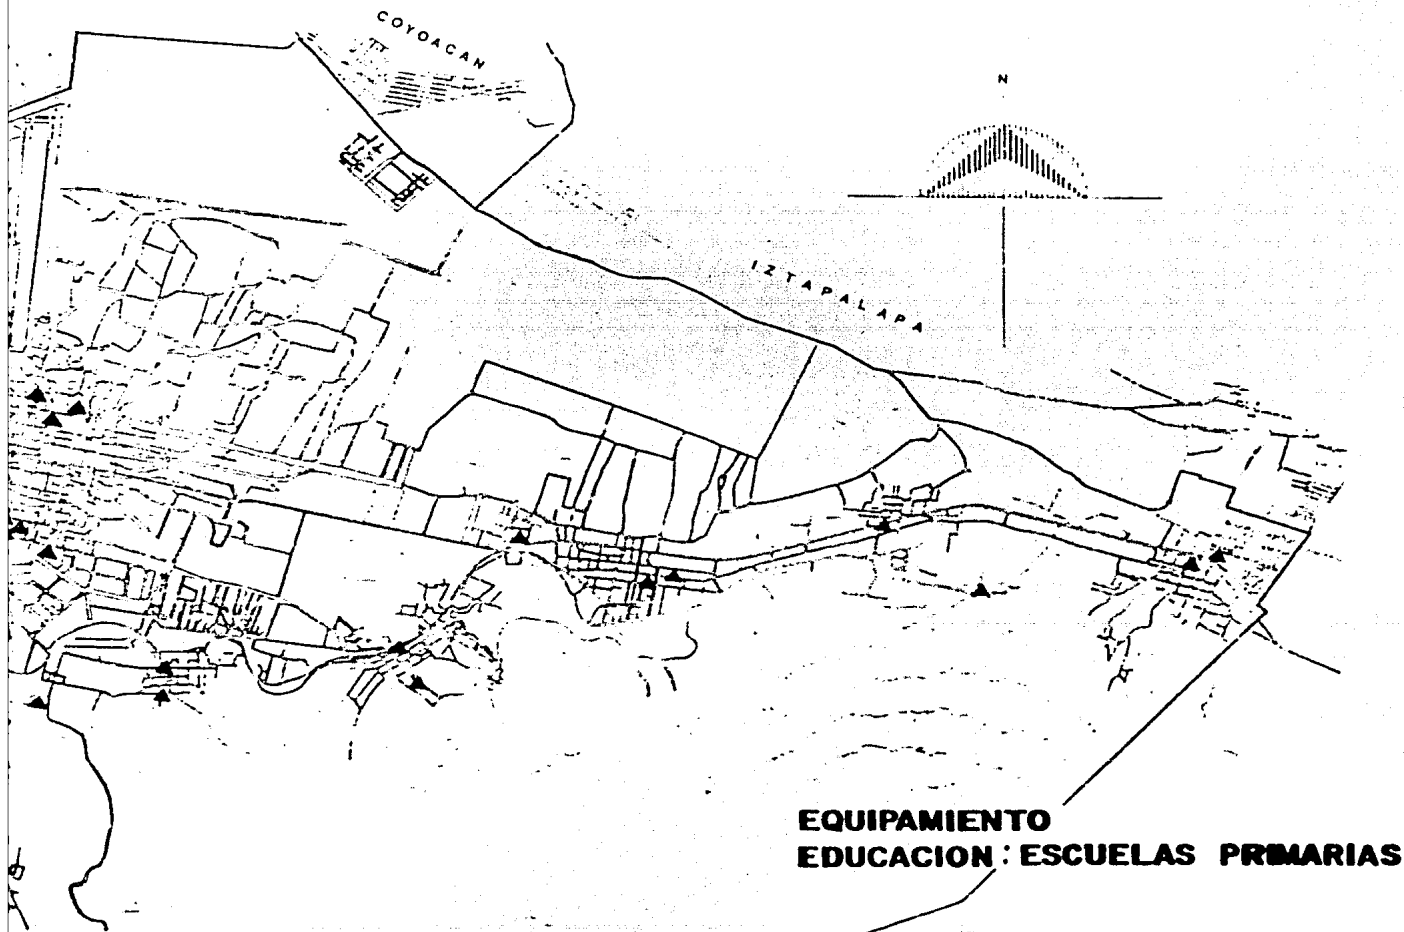 COYOACAN
N
IZTAPALAPA
EQUIPAMIENTO
EDUCACION : ESCUELAS PRIMARIAS